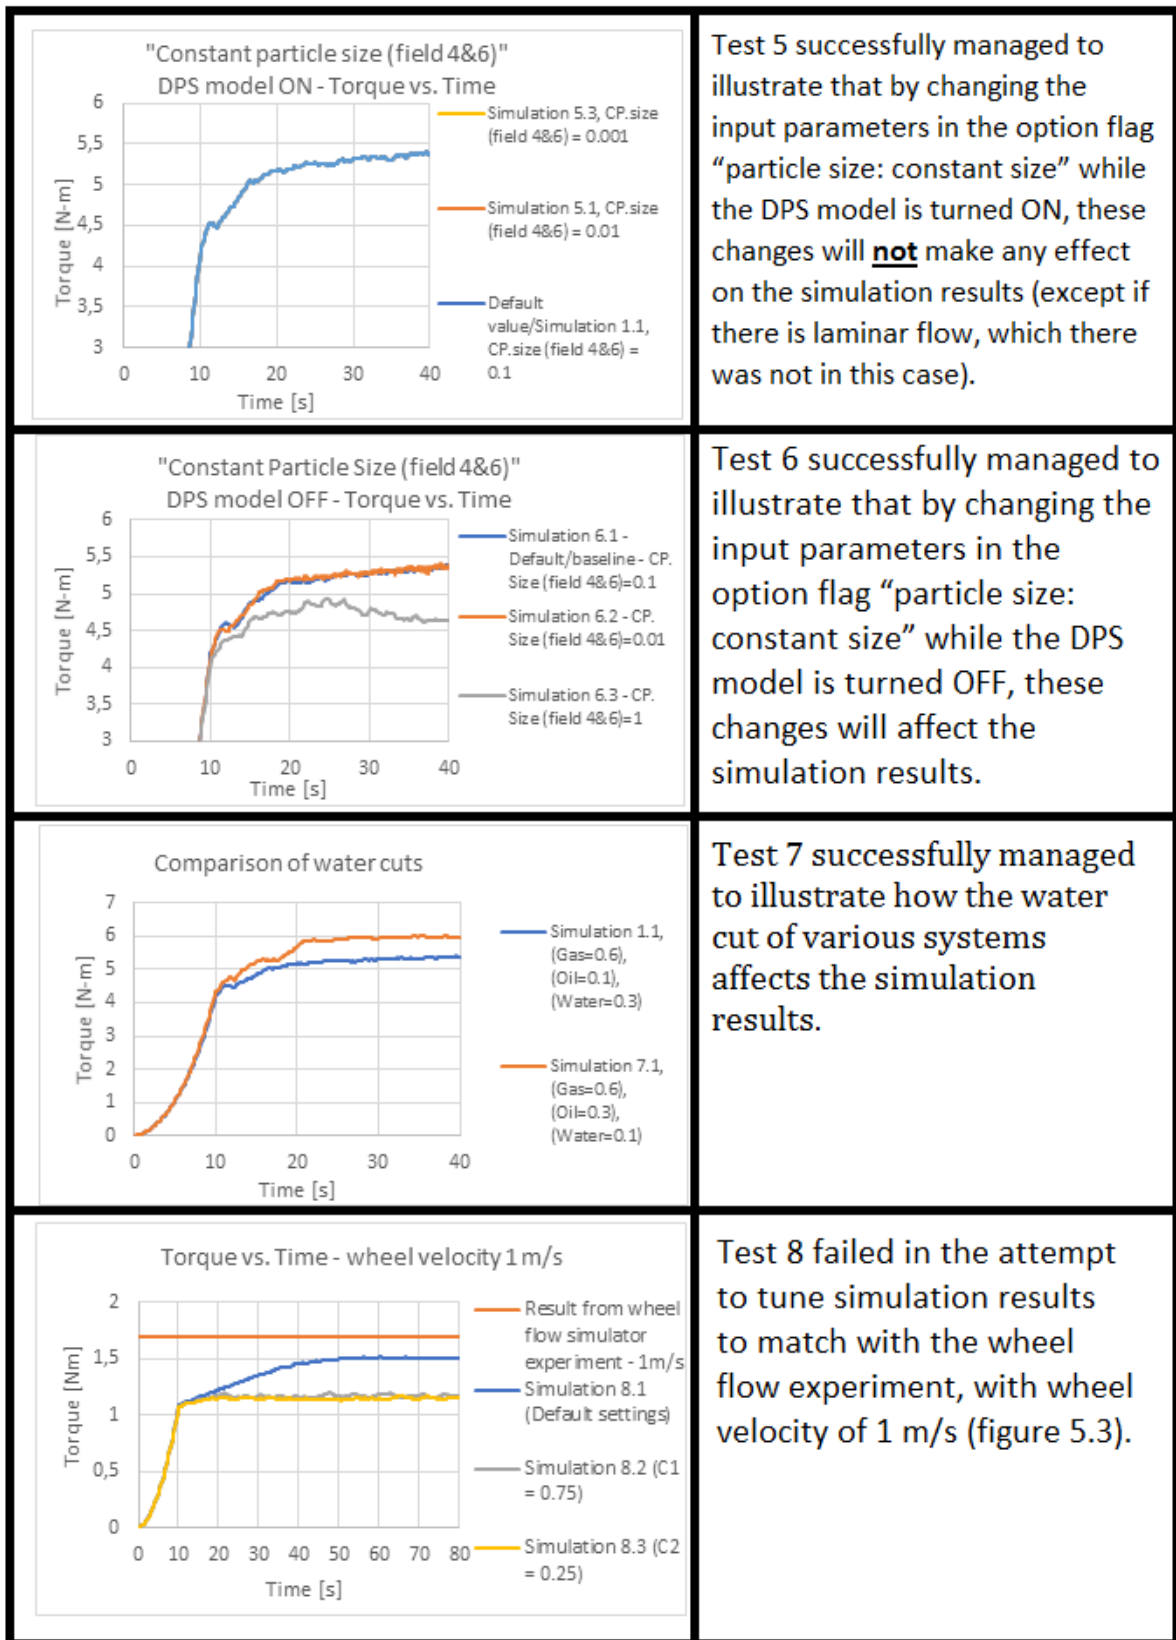 "Constant particle size (field 4&6)"
DPS model ON - Torque vs. Time
6
5,5
5
4,5
4
3,5
3
Torque [N-m]
0
10
20
30
40
Time [s]
Simulation 5.3, CP.size
(field 4&6) = 0.001
Simulation 5.1, CP.size
(field 4&6) = 0.01
Default
value/Simulation 1.1,
CP.size (field 4&6) =
0.1
Test 5 successfully managed to
illustrate that by changing the
input parameters in the option flag
“particle size: constant size” while
the DPS model is turned ON, these
changes will not make any effect
on the simulation results (except if
there is laminar flow, which there
was not in this case).
"Constant Particle Size (field 4&6)"
DPS model OFF - Torque vs. Time
6
5,5
5
4,5
4
3,5
3
Torque [N-m]
0
10
20
30
40
Time [s]
Simulation 6.1 -
Default/baseline - CP.
Size (field 4&6)=0.1
Simulation 6.2 - CP.
Size (field 4&6)=0.01
Simulation 6.3 - CP.
Size (field 4&6)=1
Test 6 successfully managed to
illustrate that by changing the
input parameters in the
option flag “particle size:
constant size” while the DPS
model is turned OFF, these
changes will affect the
simulation results.
Comparison of water cuts
7
6
5
4
3
2
1
0
Torque [N-m]
0
10
20
30
40
Time [s]
Simulation 1.1,
(Gas=0.6),
(Oil=0.1),
(Water=0.3)
Simulation 7.1,
(Gas=0.6),
(Oil=0.3),
(Water=0.1)
Test 7 successfully managed
to illustrate how the water
cut of various systems
affects the simulation
results.
Torque vs. Time - wheel velocity 1 m/s
2
1,5
1
0,5
0
Torque [Nm]
0
10
20
30
40
50
60
70
80
Time [s]
Result from wheel
flow simulator
experiment - 1m/s
Simulation 8.1
(Default settings)
Simulation 8.2 (C1
= 0.75)
Simulation 8.3 (C2
= 0.25)
Test 8 failed in the attempt
to tune simulation results
to match with the wheel
flow experiment, with wheel
velocity of 1 m/s (figure 5.3).